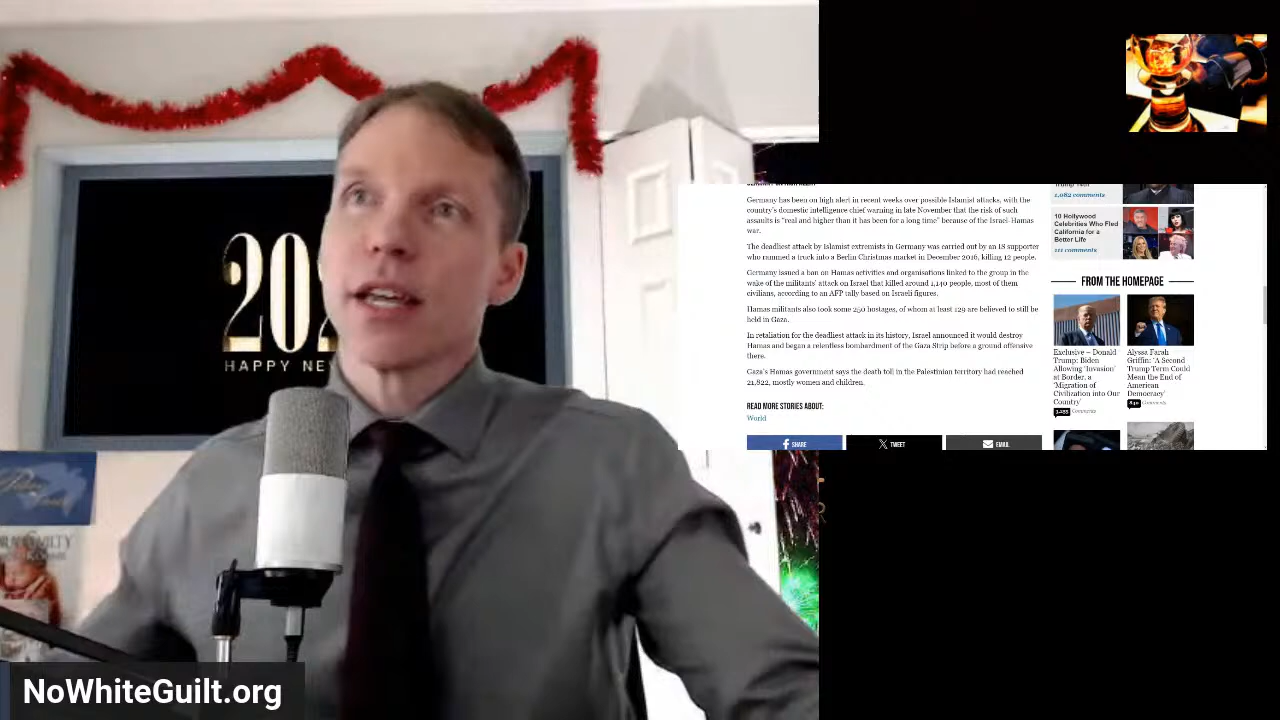 202
HAPPY NE
NoWhiteGuilt.org
Germany has been on high alert in recent weeks over possible Islamist attacks, with the
country's domestic intelligence chief warning in late November that the risk of such
assaults is "real and higher than it has been for a long time" because of the Israel-Hamas
war.
The deadliest attack by Islamist extremists in Germany was carried out by an IS supporter
who rammed a truck into a Berlin Christmas market in December 2016, killing 12 people.
Germany issued a ban on Hamas activities and organisations linked to the group in the
wake of the militants' attack on Israel that killed around 1,140 people, most of them
civilians, according to an AFP tally based on Israeli figures.
Hamas militants also took some 250 hostages, of whom at least 129 are believed to still be
held in Gaza.
In retaliation for the deadliest attack in its history, Israel announced it would destroy
Hamas and began a relentless bombardment of the Gaza Strip before a ground offensive
there.
Gaza's Hamas government says the death toll in the Palestinian territory had reached
21,822, mostly women and children.
READ MORE STORIES ABOUT:
World
SHARE
TWEET
EMAIL
1,082 comments
10 Hollywood
Celebrities Who Fled
California for a
Better Life
111 comments
FROM THE HOMEPAGE
Exclusive – Donald
Trump: Biden
Allowing 'Invasion'
at Border, a
'Migration of
Civilization into Our
Country'
Comments
Alyssa Farah
Griffin: 'A Second
Trump Term Could
Mean the End of
American
Democracy'
Comments